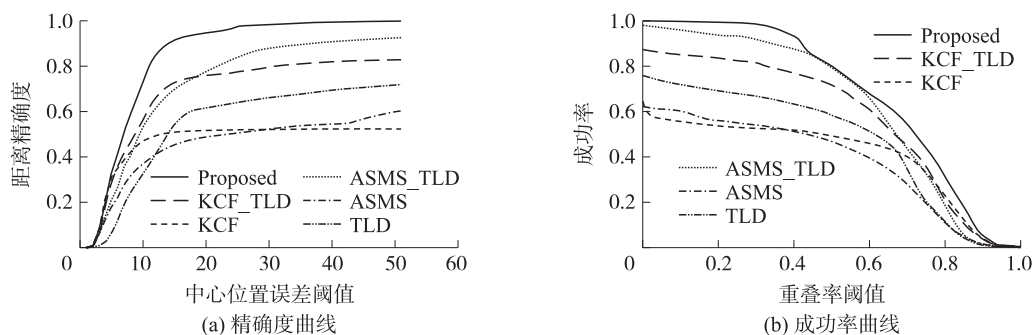 1.0
0.8
0.6
0.4
0.2
0
10
20
30
40
50
60
距离精确度
中心位置误差阈值
Proposed
KCF_TLD
KCF
ASMS_TLD
ASMS
TLD
(a) 精确度曲线
1.0
0.8
0.6
0.4
0.2
0
0.2
0.4
0.6
0.8
1.0
成功率
重叠率阈值
Proposed
KCF_TLD
KCF
ASMS_TLD
ASMS
TLD
(b) 成功率曲线